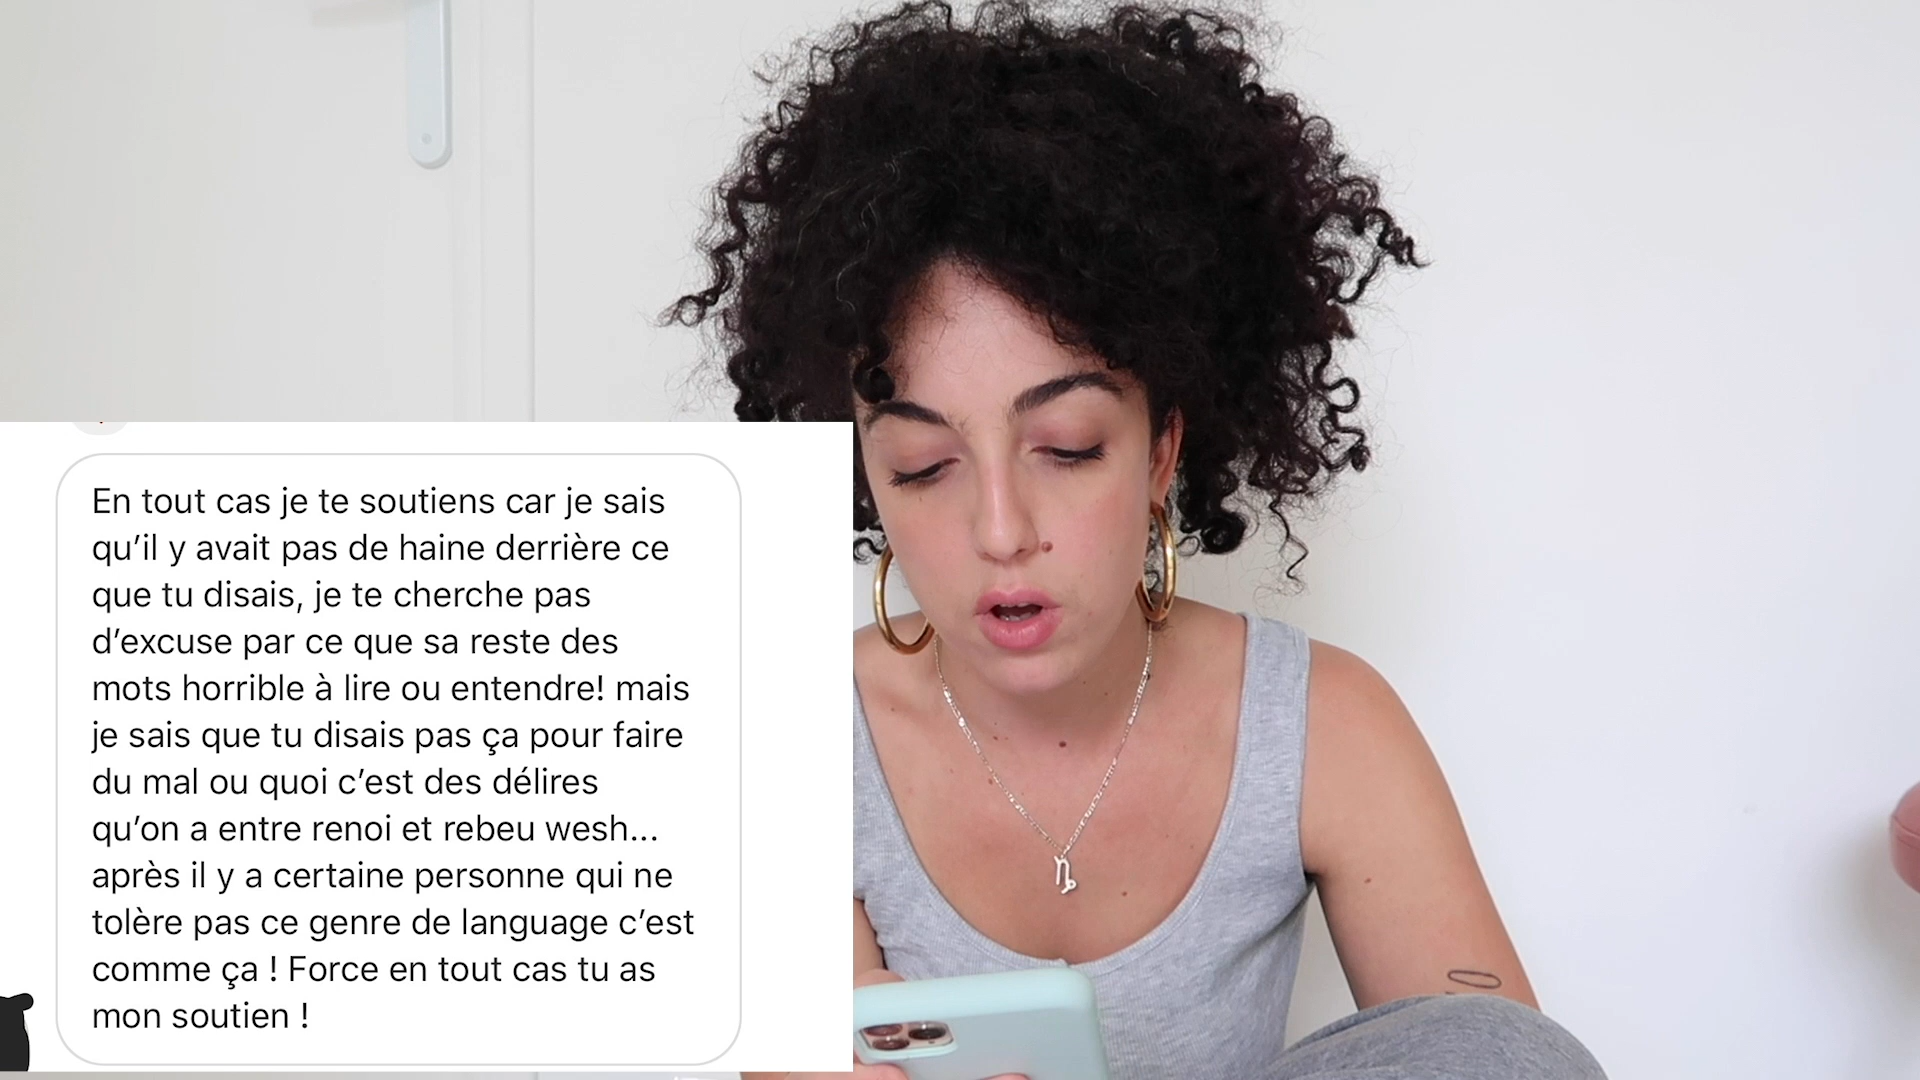 En tout cas je te soutiens car je sais
qu’il y avait pas de haine derrière ce
que tu disais, je te cherche pas
d’excuse par ce que sa reste des
mots horrible à lire ou entendre! mais
je sais que tu disais pas ça pour faire
du mal ou quoi c’est des délires
qu’on a entre renoi et rebeu wesh...
après il y a certaine personne qui ne
tolère pas ce genre de language c’est
comme ça ! Force en tout cas tu as
mon soutien !